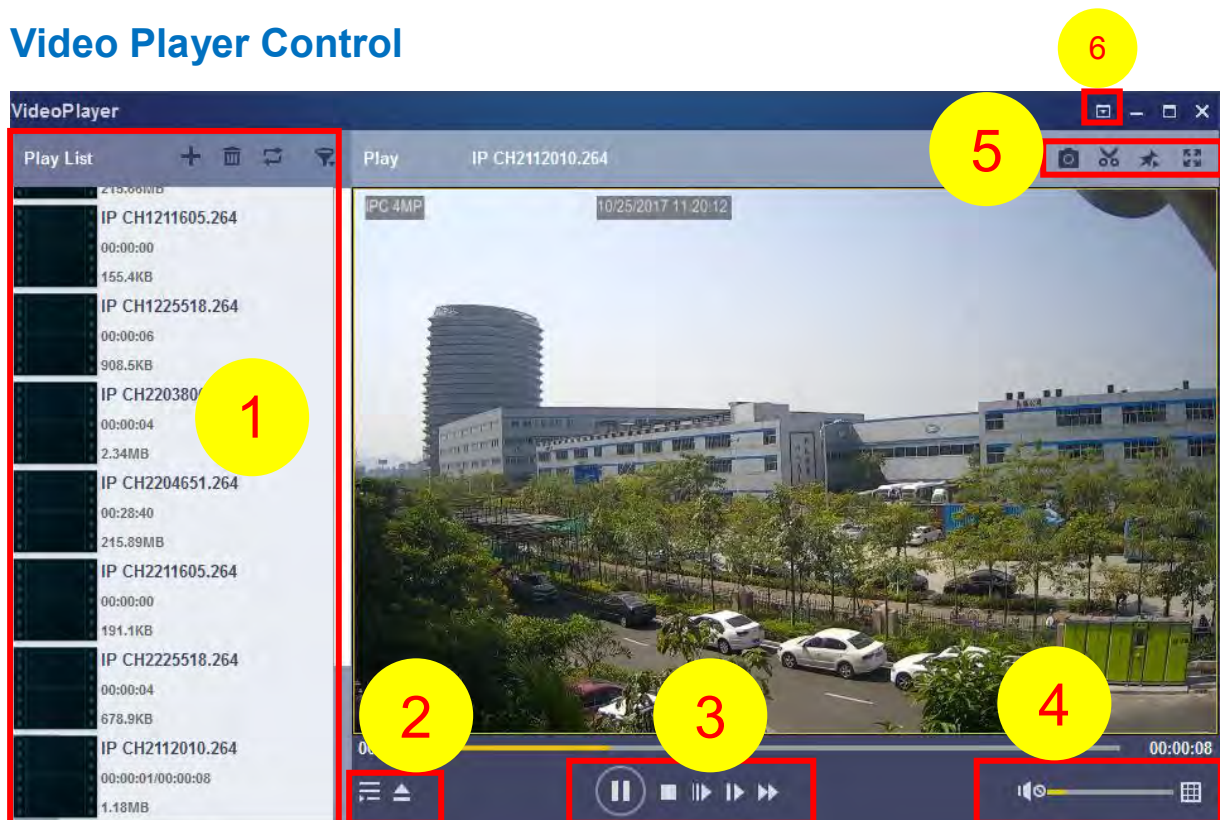 Video Player Control
6
VideoPlayer
5
Play List
Play IP CH2112010.264
215.88MB
IPC 4MP 10/25/2017 11:20:12
IP CH1211605.264
00:00:00
155.4KB
IP CH1225518.264
00:00:06
908.5KB
IP CH220380
1
00:00:04
2.34MB
IP CH2204651.264
00:28:40
215.89MB
IP CH2211605.264
00:00:00
191.1KB
IP CH2225518.264
00:00:04
678.9KB
2
3
4
IP CH2112010.264
00:00:01/00:00:08
1.18MB
00:00:08